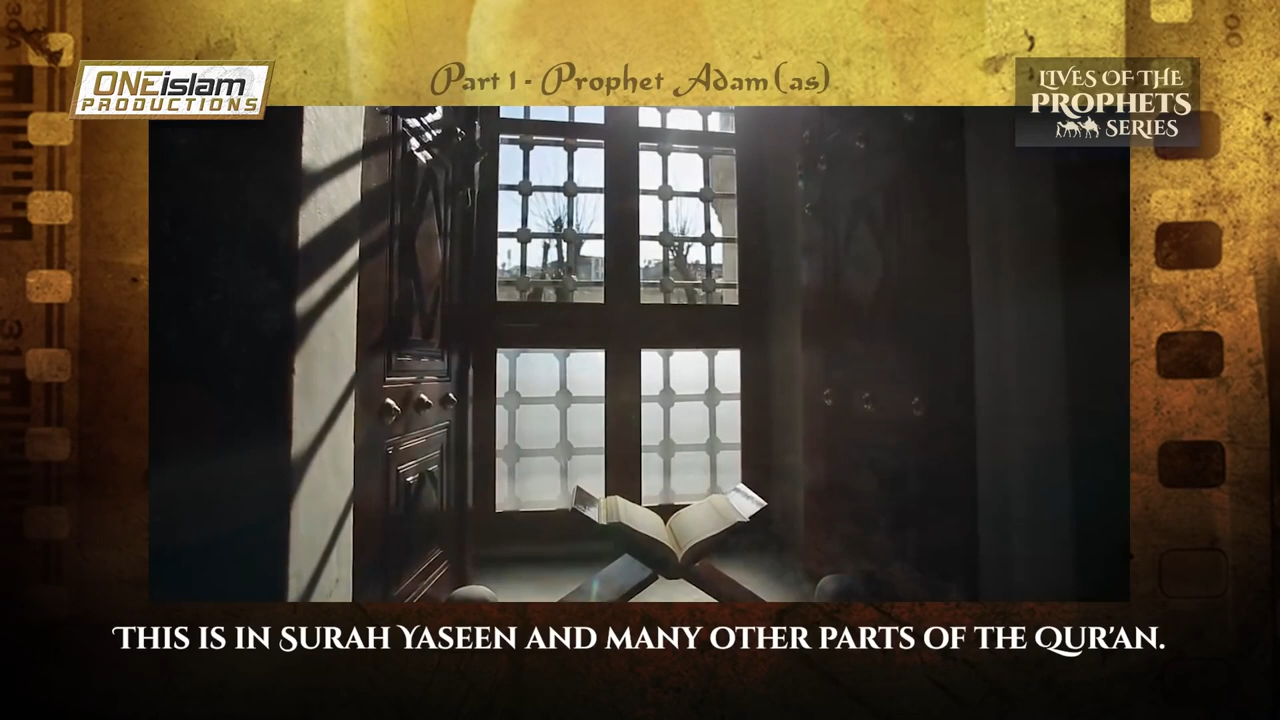 ONEislam
PRODUCTIONS
Part 1 - Prophet Adam (as)
LIVES OF THE
PROPHETS
SERIES
THIS IS IN SURAH YASEEN AND MANY OTHER PARTS OF THE QUR'AN.